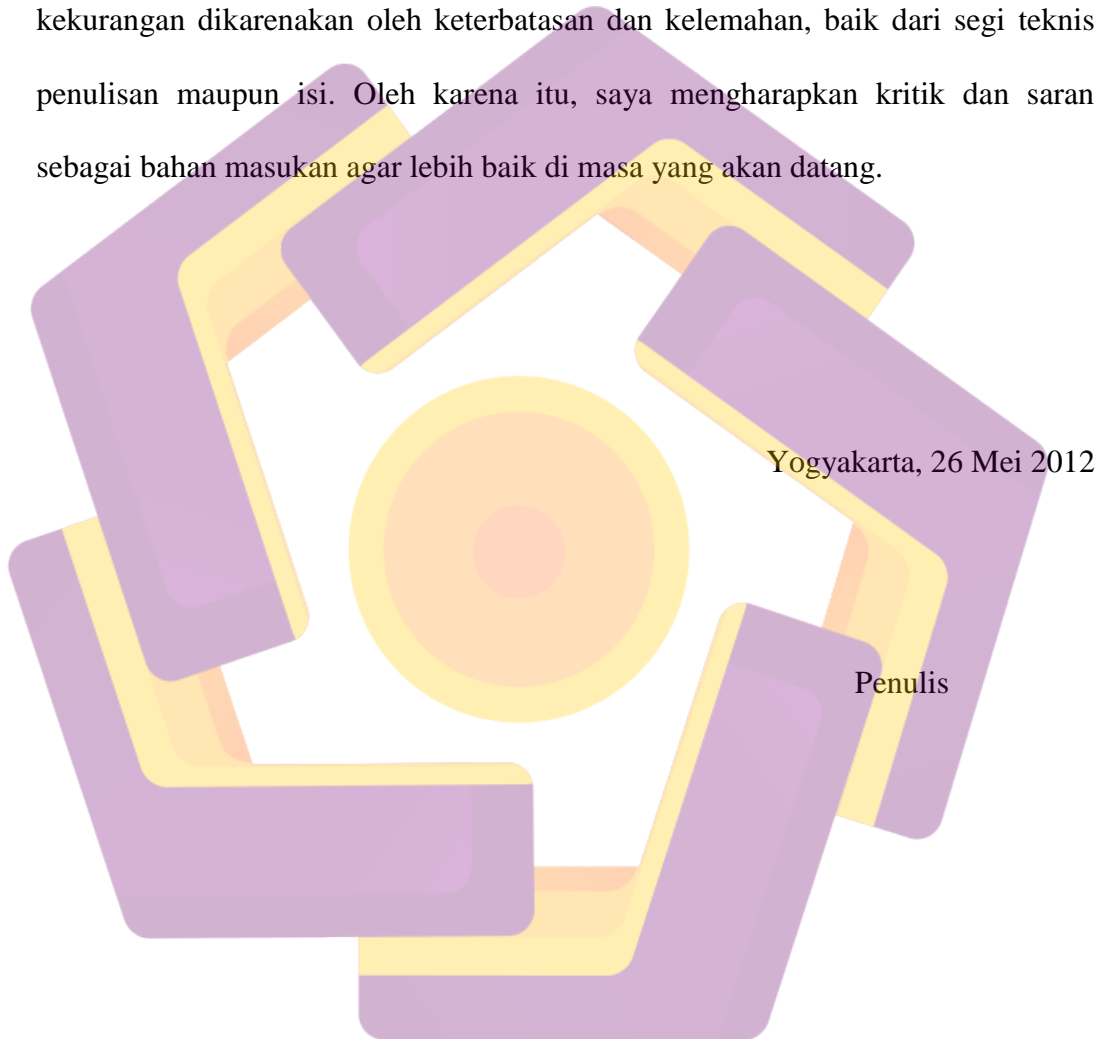 kekurangan dikarenakan oleh keterbatasan dan kelemahan, baik dari segi teknis
penulisan maupun isi. Oleh karena itu, saya mengharapkan kritik dan saran
sebagai bahan masukan agar lebih baik di masa yang akan datang.
Yogyakarta, 26 Mei 2012
Penulis